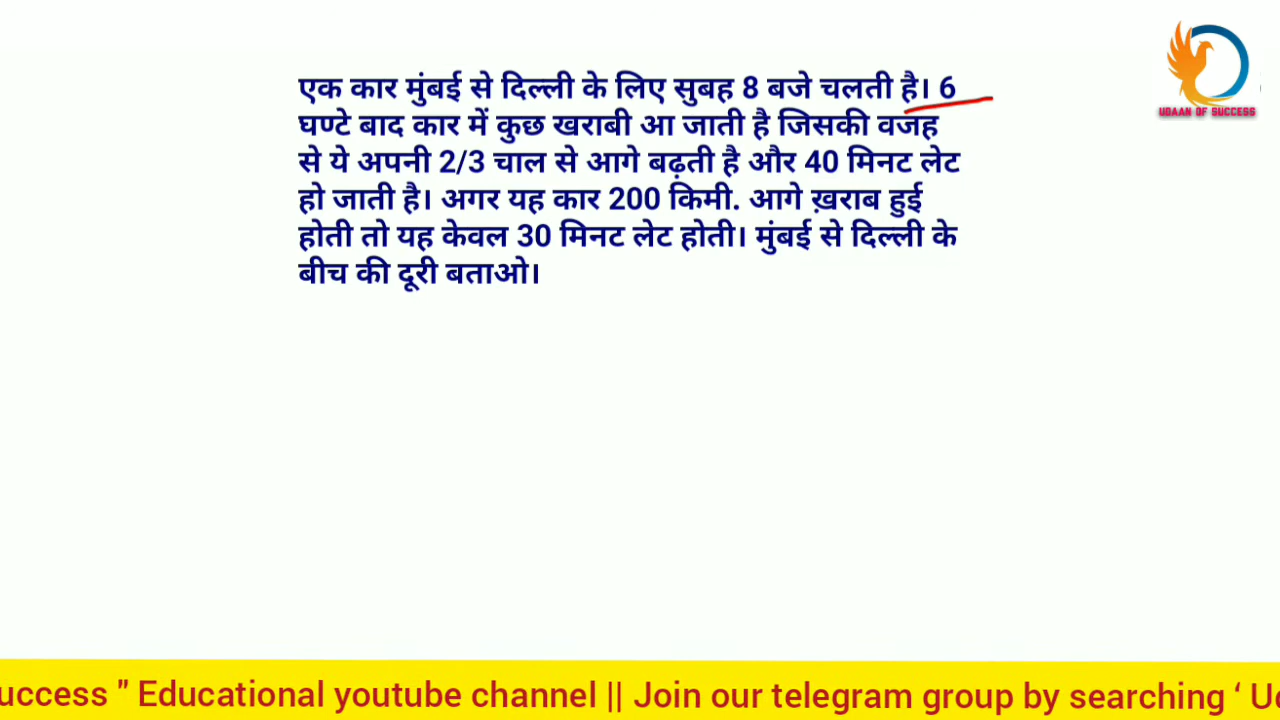 एक कार मुंबई से दिल्ली के लिए सुबह 8 बजे चलती है। 6
घण्टे बाद कार में कुछ खराबी आ जाती है जिसकी वजह
से ये अपनी 2/3 चाल से आगे बढ़ती है और 40 मिनट लेट
हो जाती है। अगर यह कार 200 किमी. आगे ख़राब हुई
होती तो यह केवल 30 मिनट लेट होती। मुंबई से दिल्ली के
बीच की दूरी बताओ।
UDAAN OF SUCCESS
uccess " Educational youtube channel || Join our telegram group by searching ‘ Ud